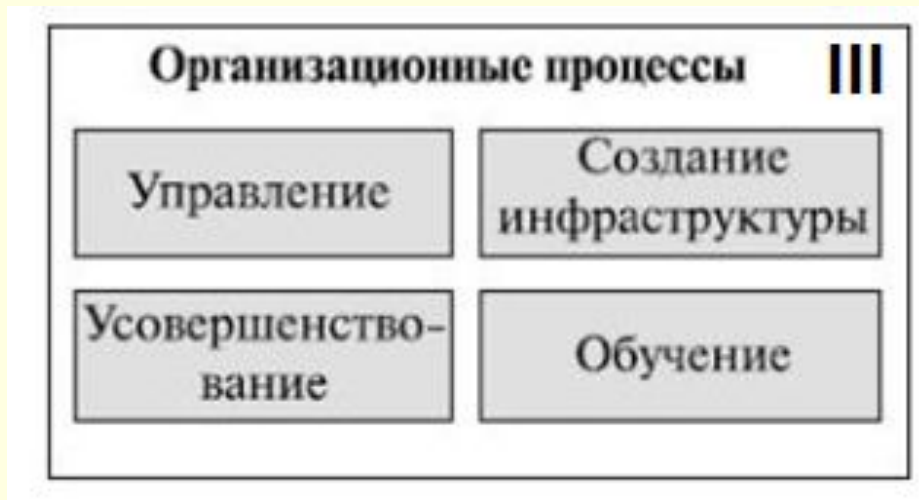 Организационные процессы III
Управление
Создание
инфраструктуры
Усовершенство-
вание
Обучение